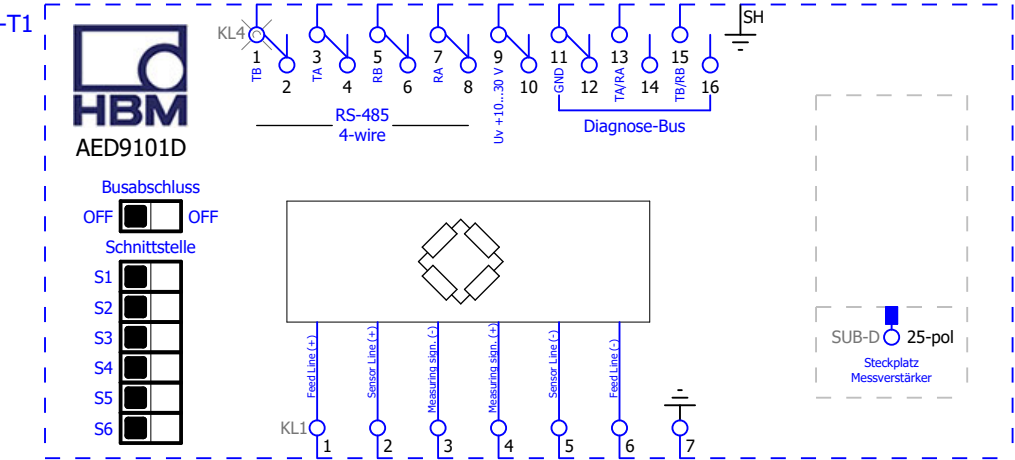 -T1
HBM
AED9101D
KL4
SH
1 3 5 7 9 11 13 15
2 4 6 8 10 12 14 16
TB
TA
RB
RA
Uv +10...30 V
GND
TA/RA
TB/RB
RS-485
4-wire
Diagnose-Bus
Busabschluss
OFF OFF
Schnittstelle
S1
S2
S3
S4
S5
S6
Feed Line (+)
Sensor Line (+)
Measuring sign. (-)
Measuring sign. (+)
Sensor Line (-)
Feed Line (-)
KL1
1 2 3 4 5 6 7
SUB-D 25-pol
Steckplatz
Messverstärker